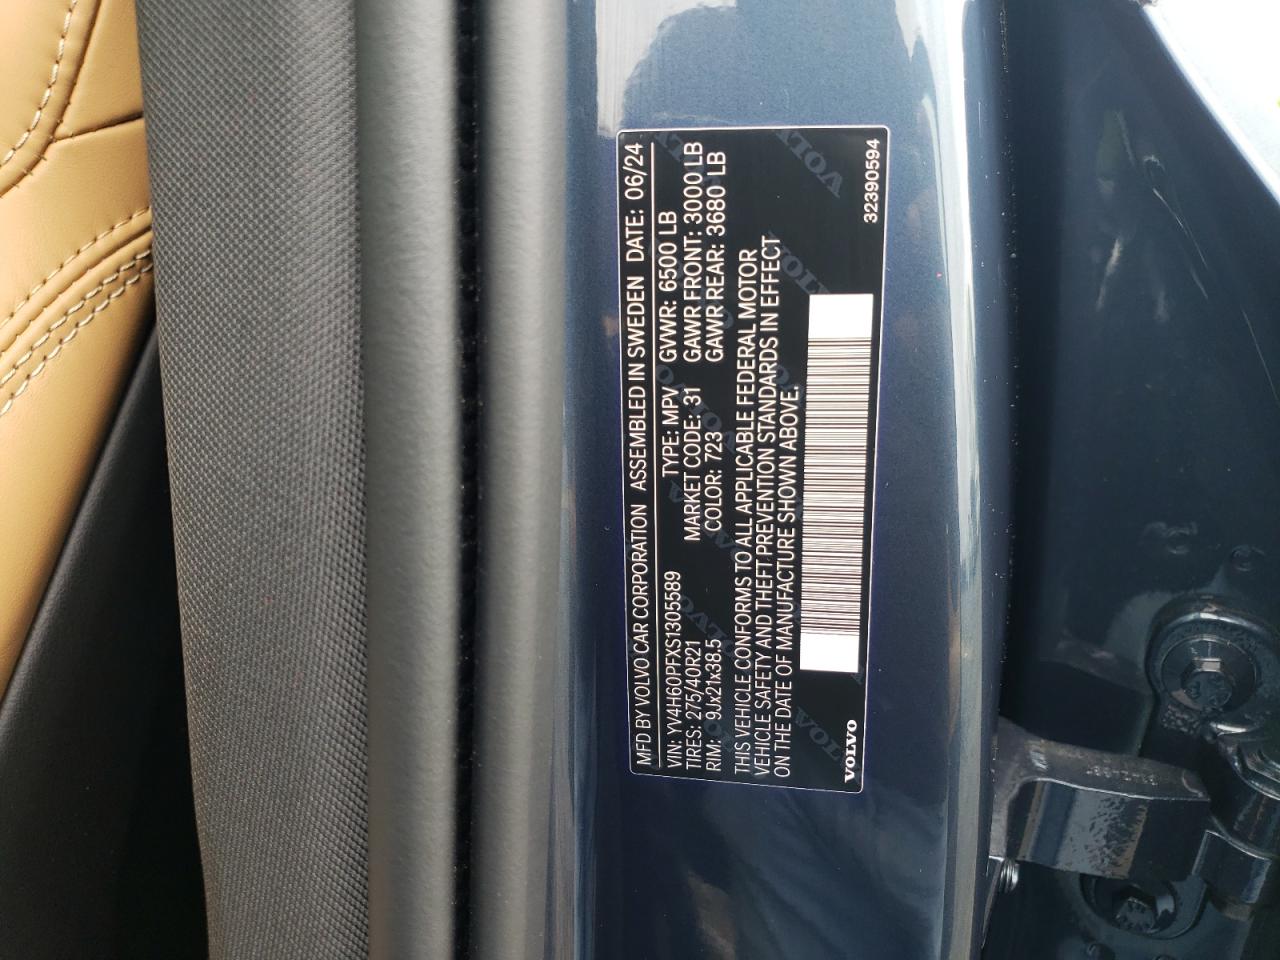 MFD BY VOLVO CAR CORPORATION ASSEMBLED IN SWEDEN DATE: 06/24
VIN: YV4H60PFXS1305589 TYPE: MPV GVWR: 6500 LB
TIRES: 275/40R21 MARKET CODE: 31 GAWR FRONT: 3000 LB
RIM: 9Jx21x38.5 COLOR: 723 GAWR REAR: 3680 LB
THIS VEHICLE CONFORMS TO ALL APPLICABLE FEDERAL MOTOR
VEHICLE SAFETY AND THEFT PREVENTION STANDARDS IN EFFECT
ON THE DATE OF MANUFACTURE SHOWN ABOVE.
VOLVO
32390594